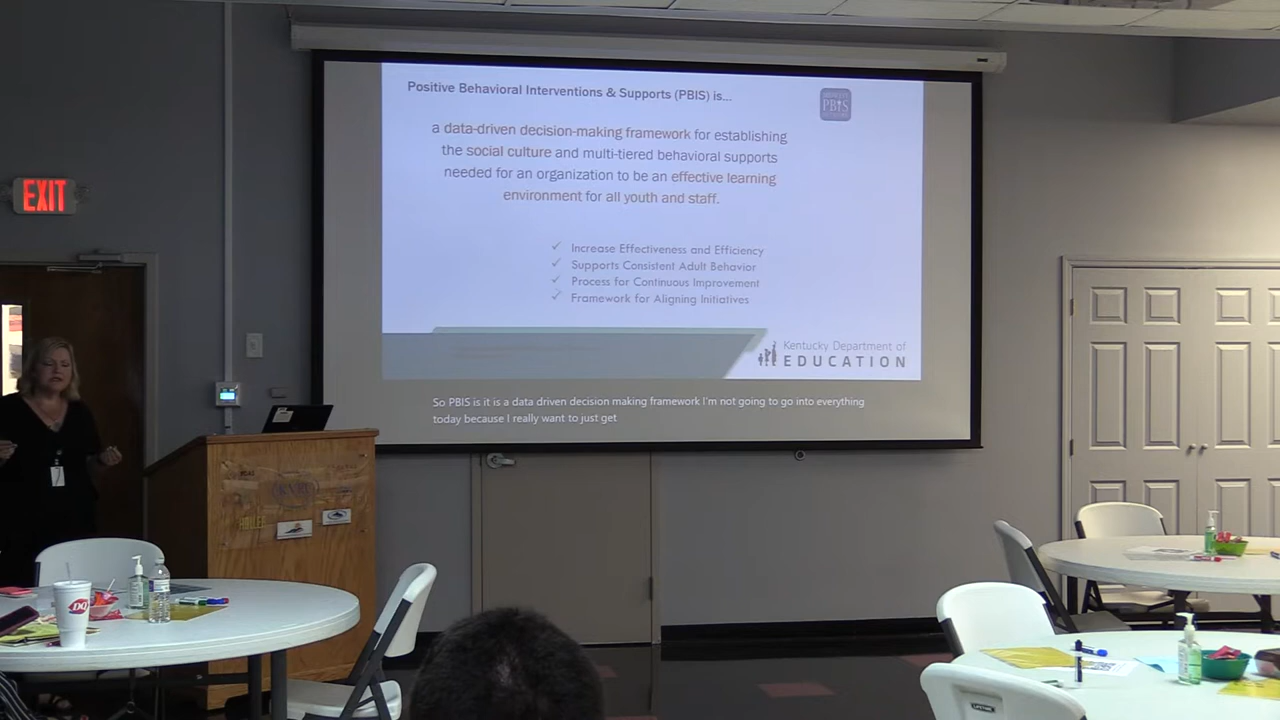 Positive Behavioral Interventions & Supports (PBIS) is...
PBIS
a data-driven decision-making framework for establishing
the social culture and multi-tiered behavioral supports
needed for an organization to be an effective learning
environment for all youth and staff.
Increase Effectiveness and Efficiency
Supports Consistent Adult Behavior
Process for Continuous Improvement
Framework for Aligning Initiatives
Kentucky Department of
EDUCATION
So PBIS is it is a data driven decision making framework I'm not going to go into everything
today because I really want to just get
EXIT
DQ